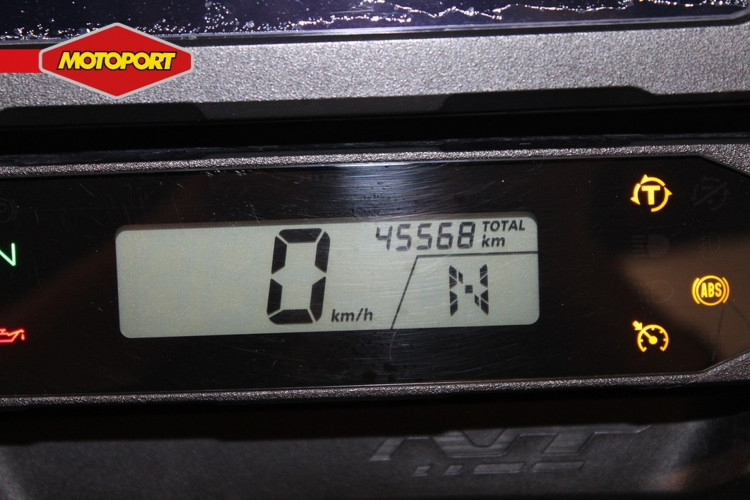 MOTOPORT
45568 TOTAL
km
0 km/h
N
N
T
ABS